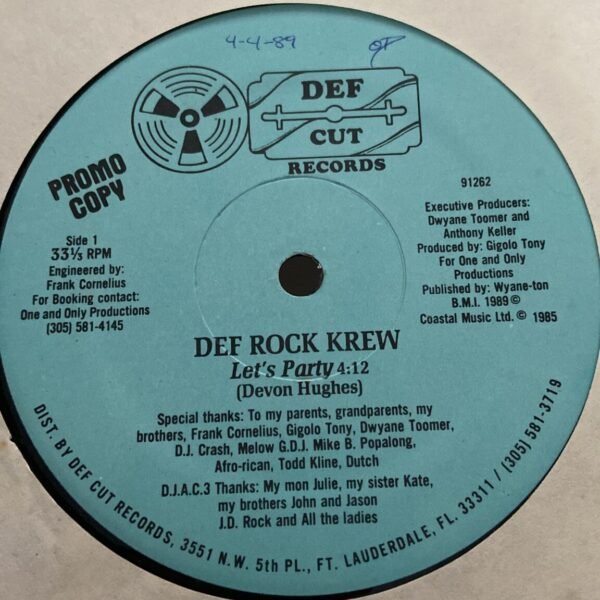 4-4-89
DEF
CUT
RECORDS
PROMO
COPY
91262
Side 1
33⅓ RPM
Engineered by:
Frank Cornelius
For Booking contact:
One and Only Productions
(305) 581-4145
Executive Producers:
Dwyane Toomer and
Anthony Keller
Produced by: Gigolo Tony
For One and Only
Productions
Published by: Wyane-ton
B.M.I. 1989 ©
Coastal Music Ltd. © 1985
DEF ROCK KREW
Let's Party 4:12
(Devon Hughes)
Special thanks: To my parents, grandparents, my
brothers, Frank Cornelius, Gigolo Tony, Dwyane Toomer,
D.J. Crash, Melow G.D.J. Mike B. Popalong,
Afro-rican, Todd Kline, Dutch
D.J.A.C.3 Thanks: My mon Julie, my sister Kate,
my brothers John and Jason
J.D. Rock and All the ladies
DIST. BY DEF CUT RECORDS, 3551 N.W. 5th PL., FT. LAUDERDALE, FL. 33311 / (305) 581-3719